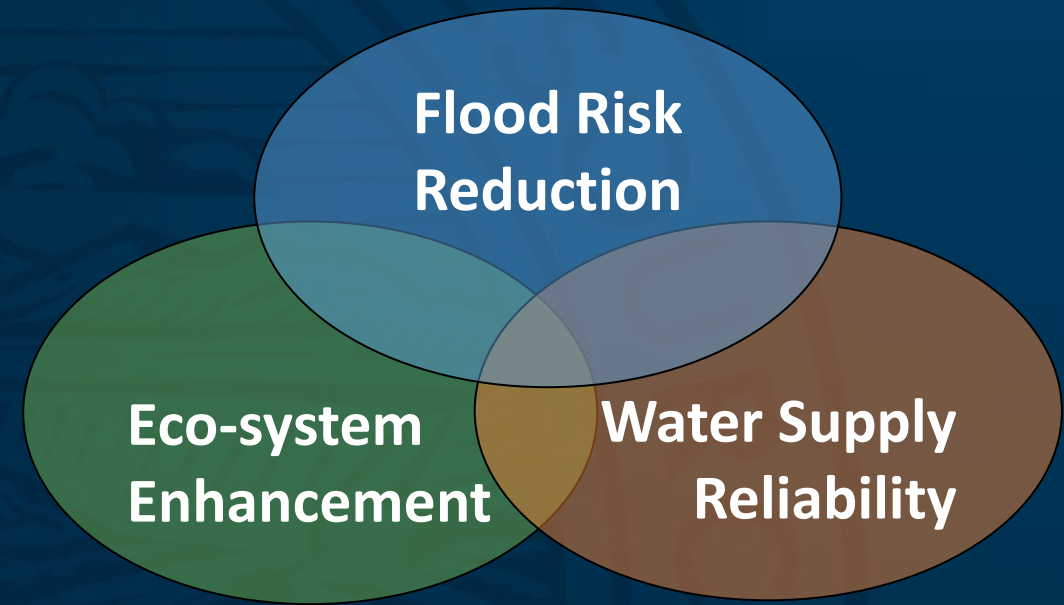 Flood Risk
Reduction
Eco-system
Enhancement
Water Supply
Reliability